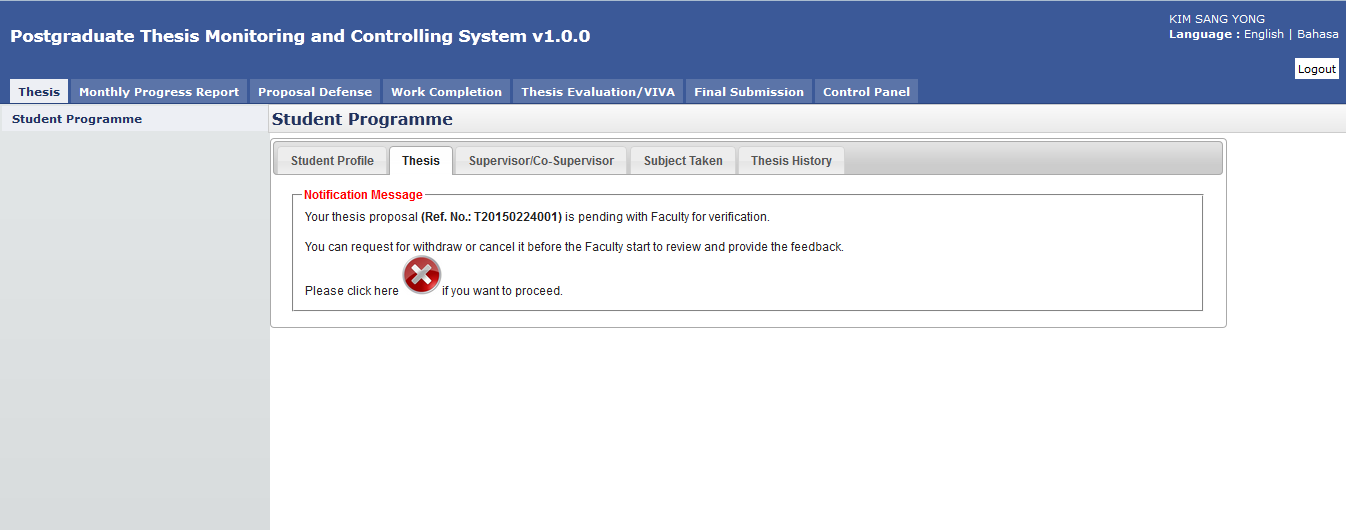 KIM SANG YONG
Postgraduate Thesis Monitoring and Controlling System v1.0.0
Language : English | Bahasa
Logout
Thesis Monthly Progress Report Proposal Defense Work Completion Thesis Evaluation/VIVA Final Submission Control Panel
Student Programme
Student Programme
Student Profile Thesis Supervisor/Co-Supervisor Subject Taken Thesis History
Notification Message
Your thesis proposal (Ref. No.: T20150224001) is pending with Faculty for verification.
You can request for withdraw or cancel it before the Faculty start to review and provide the feedback.
Please click here if you want to proceed.